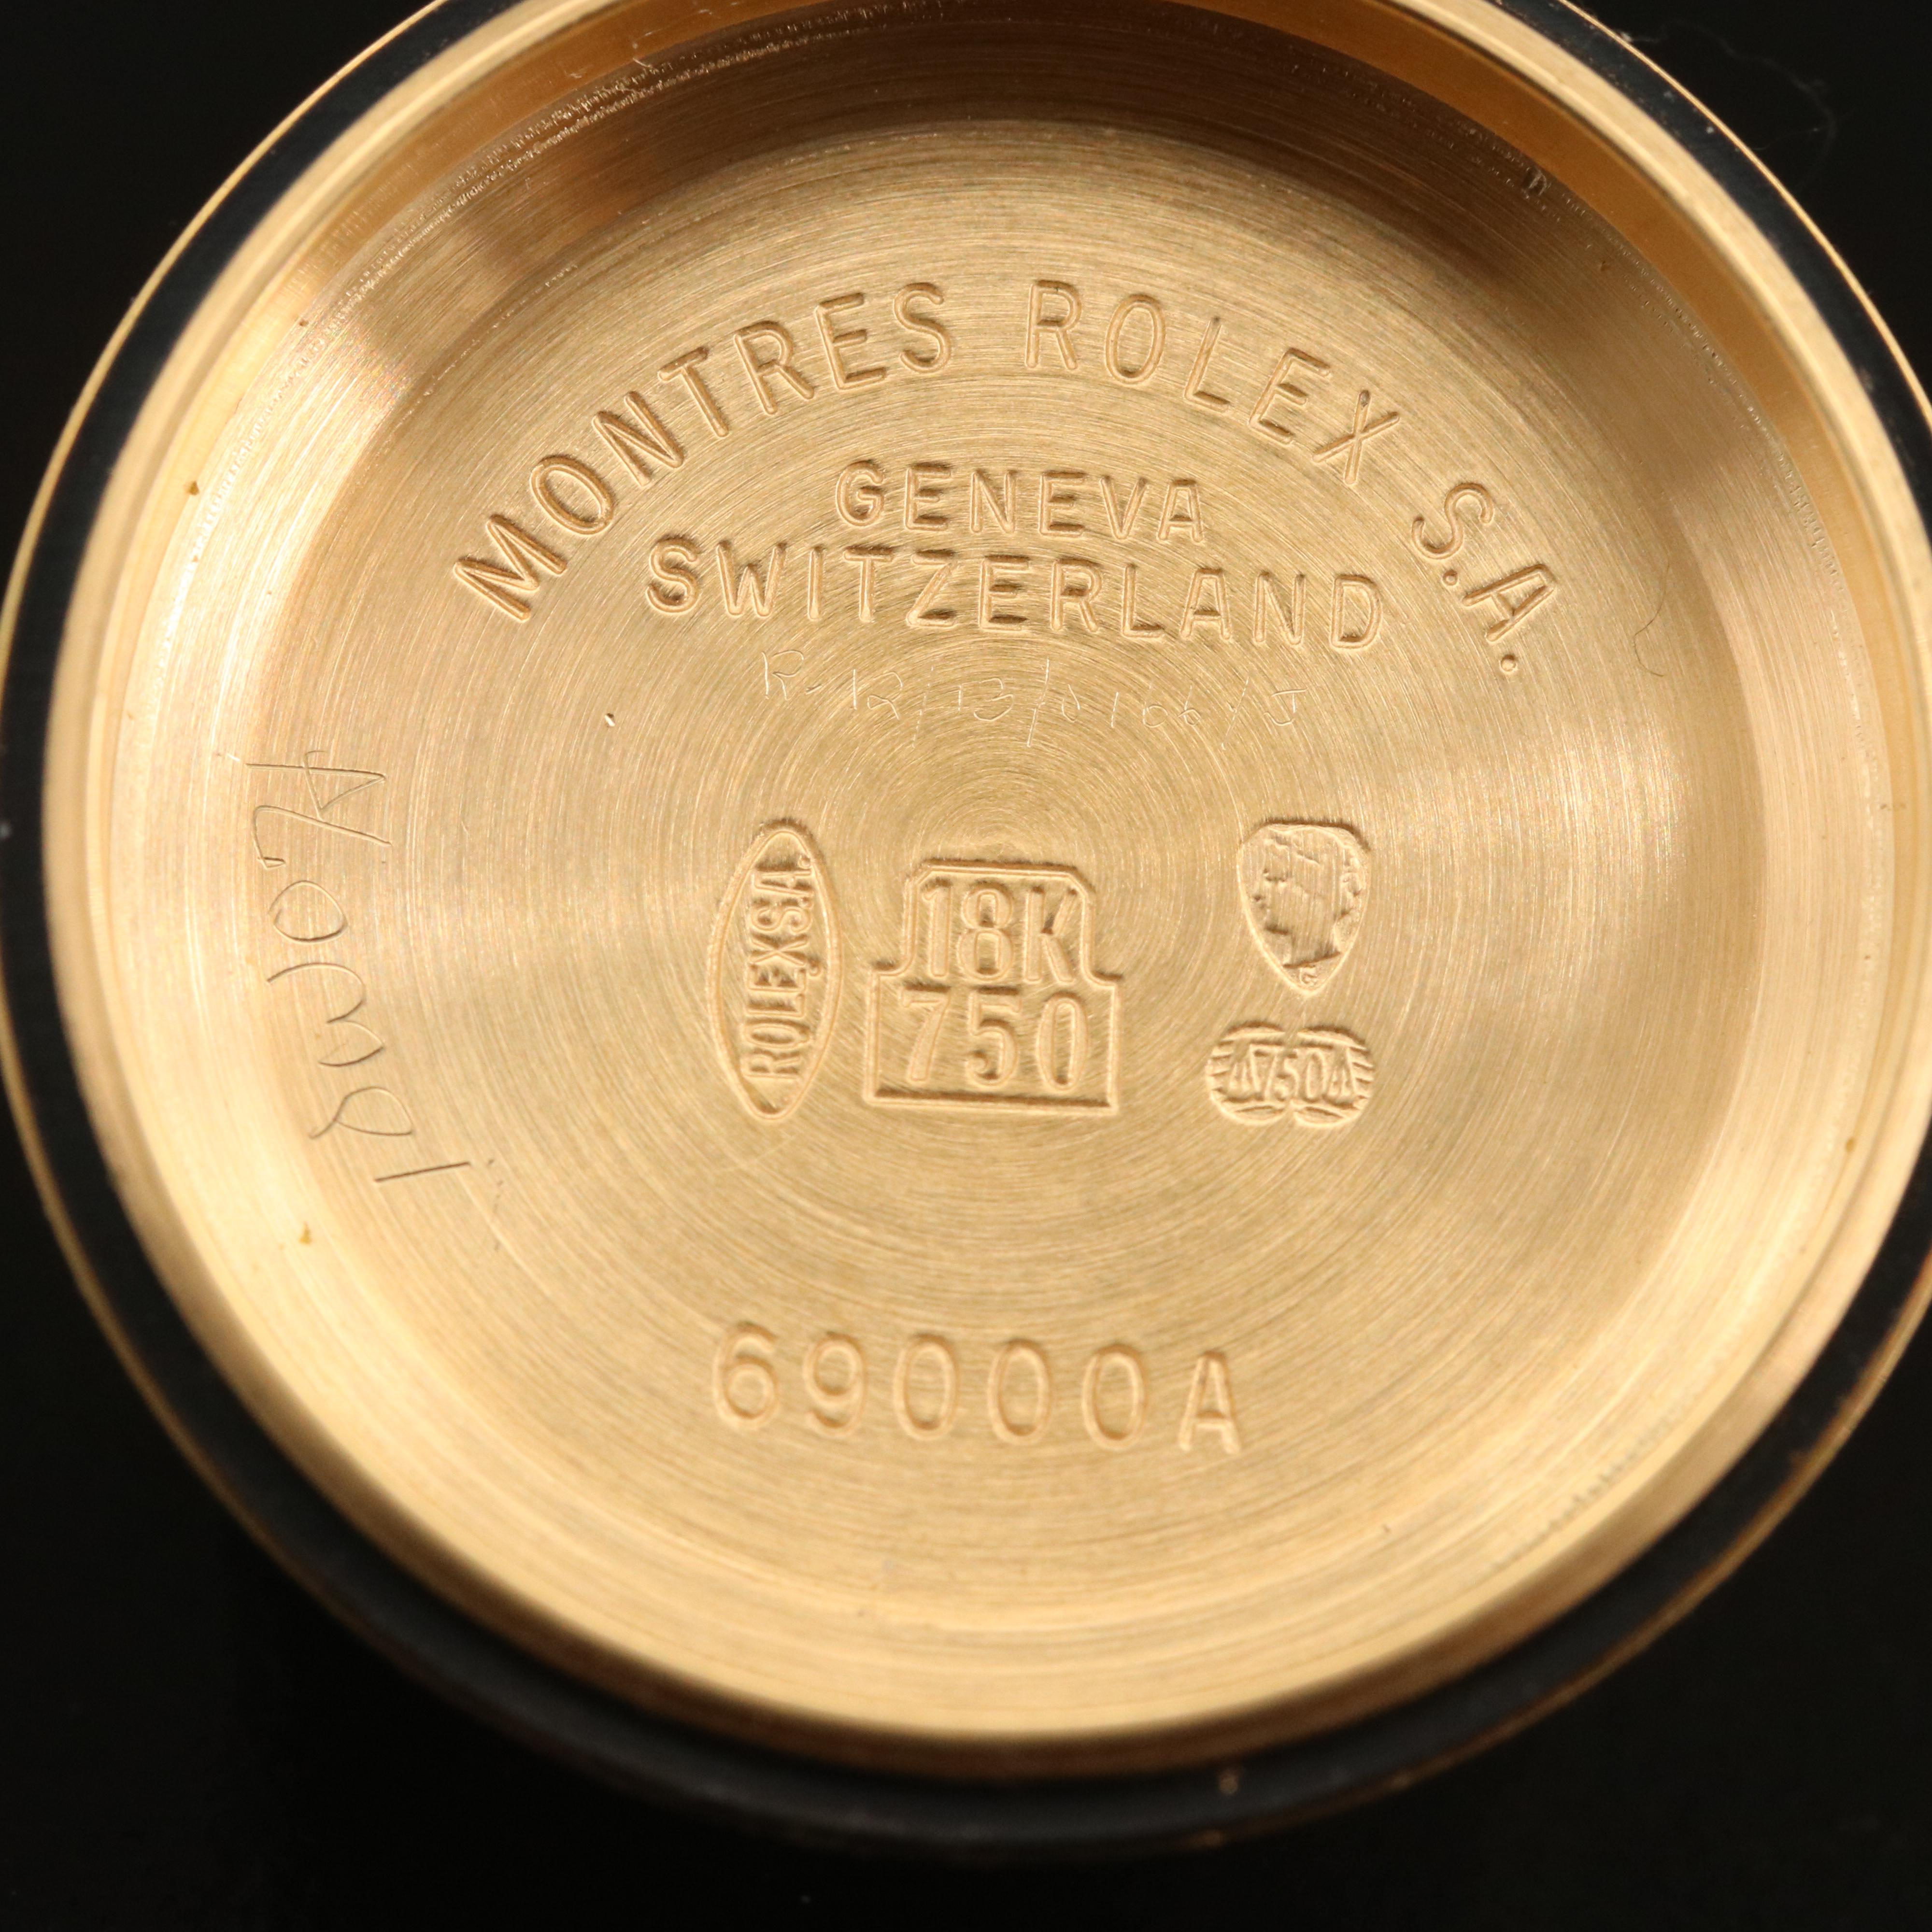 MONTRES ROLEX S.A.
GENEVA
SWITZERLAND
ROLEX S.A.
18K
750
750
69000A